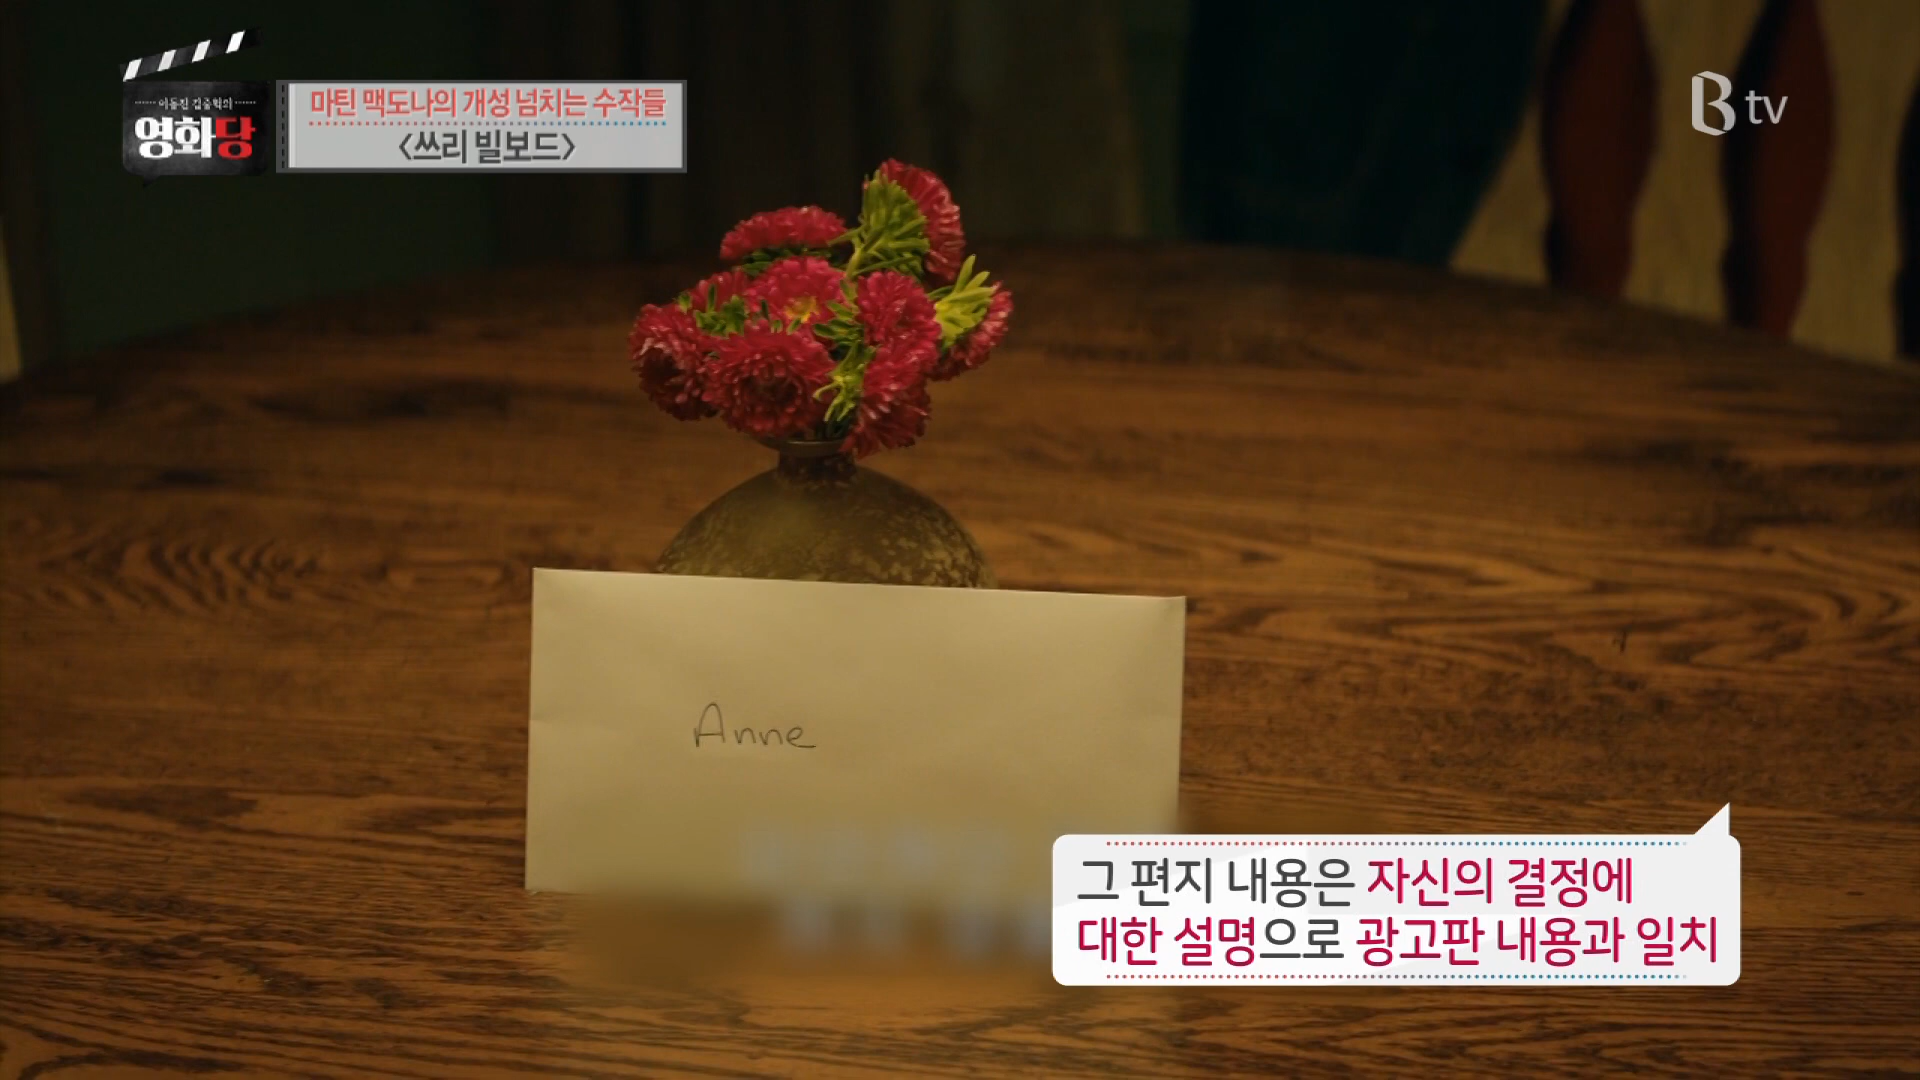 이동진 김중혁의
영화당
마틴 맥도나의 개성 넘치는 수작들
<쓰리 빌보드>
B tv
Anne
그 편지 내용은 자신의 결정에
대한 설명으로 광고판 내용과 일치